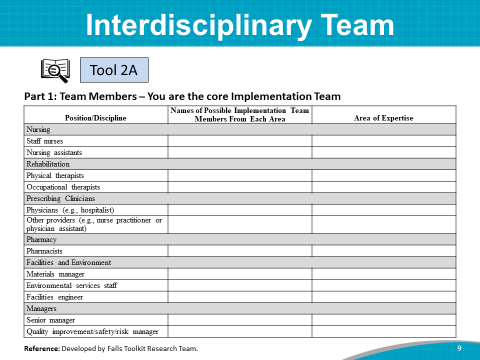 Interdisciplinary Team
Tool 2A
Part 1: Team Members – You are the core Implementation Team
Position/Discipline
Names of Possible Implementation Team
Members From Each Area
Area of Expertise
Nursing
Staff nurses
Nursing assistants
Rehabilitation
Physical therapists
Occupational therapists
Prescribing Clinicians
Physicians (e.g., hospitalist)
Other providers (e.g., nurse practitioner or
physician assistant)
Pharmacy
Pharmacists
Facilities and Environment
Materials manager
Environmental services staff
Facilities engineer
Managers
Senior manager
Quality improvement/safety/risk manager
Reference: Developed by Falls Toolkit Research Team.
9